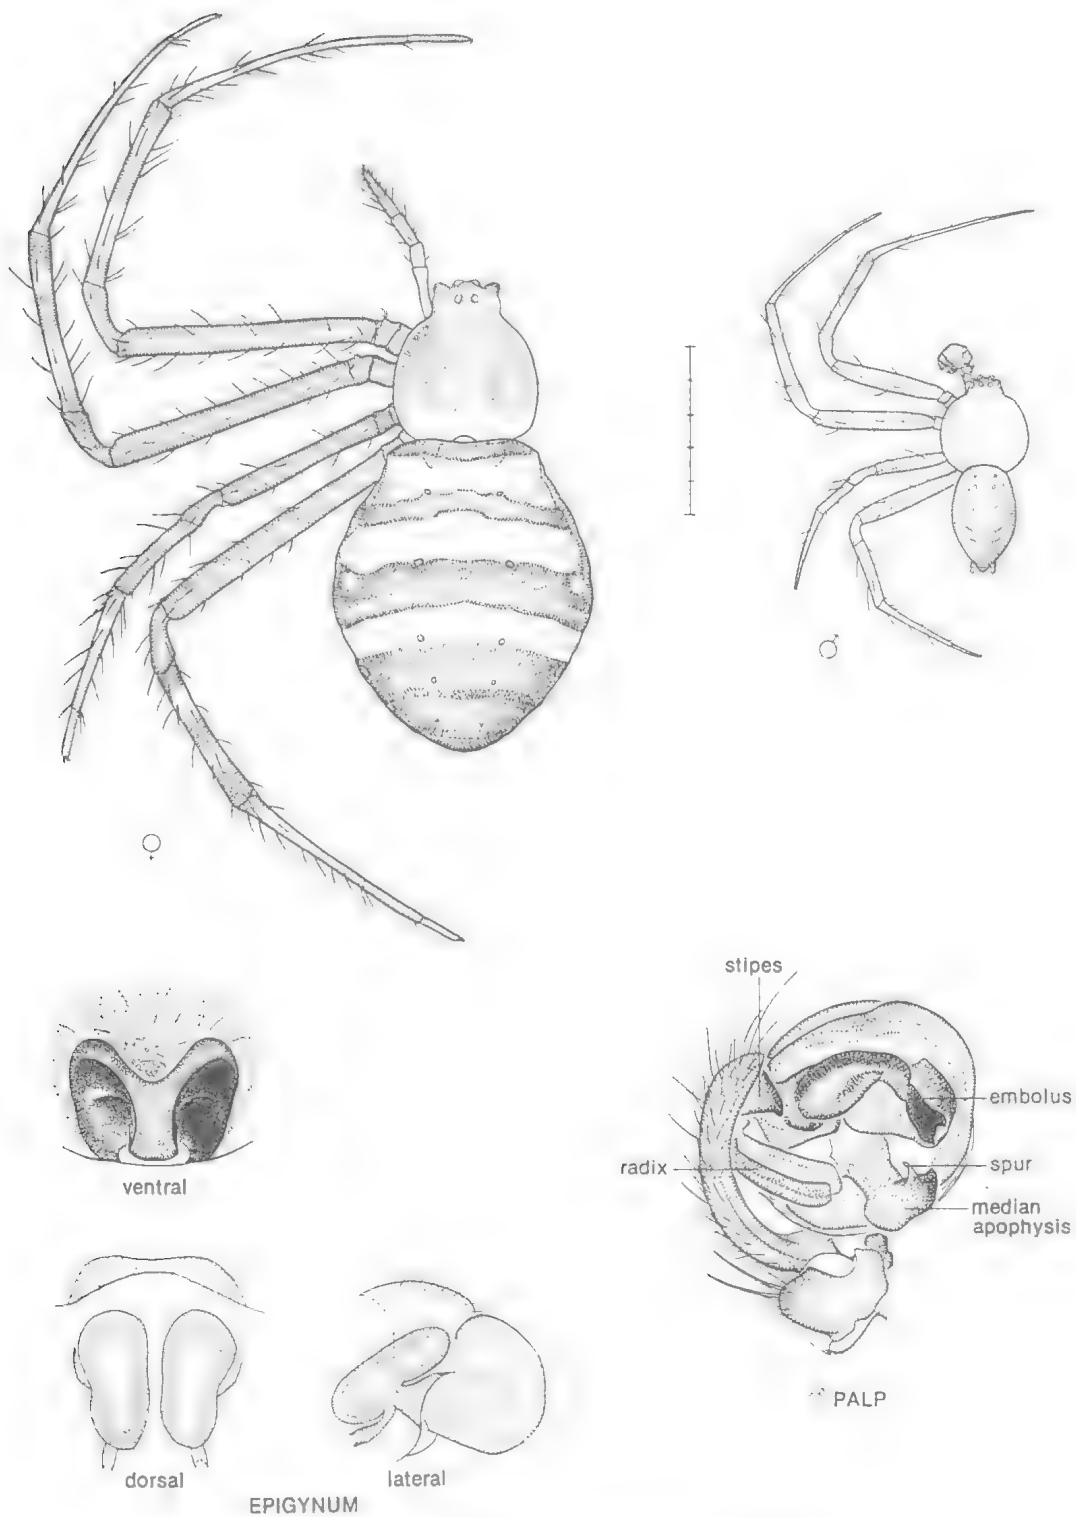 ♂
♀
stipes
embolus
radix
spur
median
apophysis
ventral
♂ PALP
dorsal
lateral
EPIGYNUM